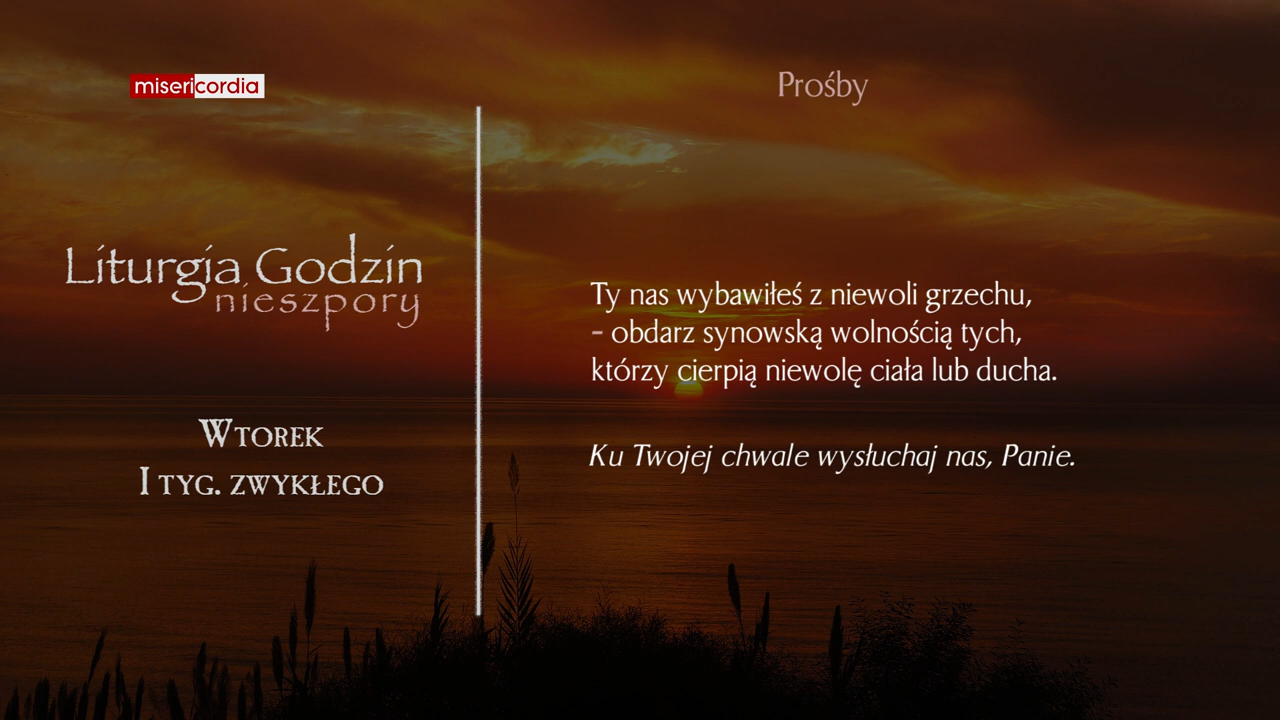 misericordia
Prośby
Liturgia Godzin
nieszpory
Wtorek
I tyg. zwykłego
Ty nas wybawiłeś z niewoli grzechu,
- obdarz synowską wolnością tych,
którzy cierpią niewolę ciała lub ducha.
Ku Twojej chwale wysłuchaj nas, Panie.